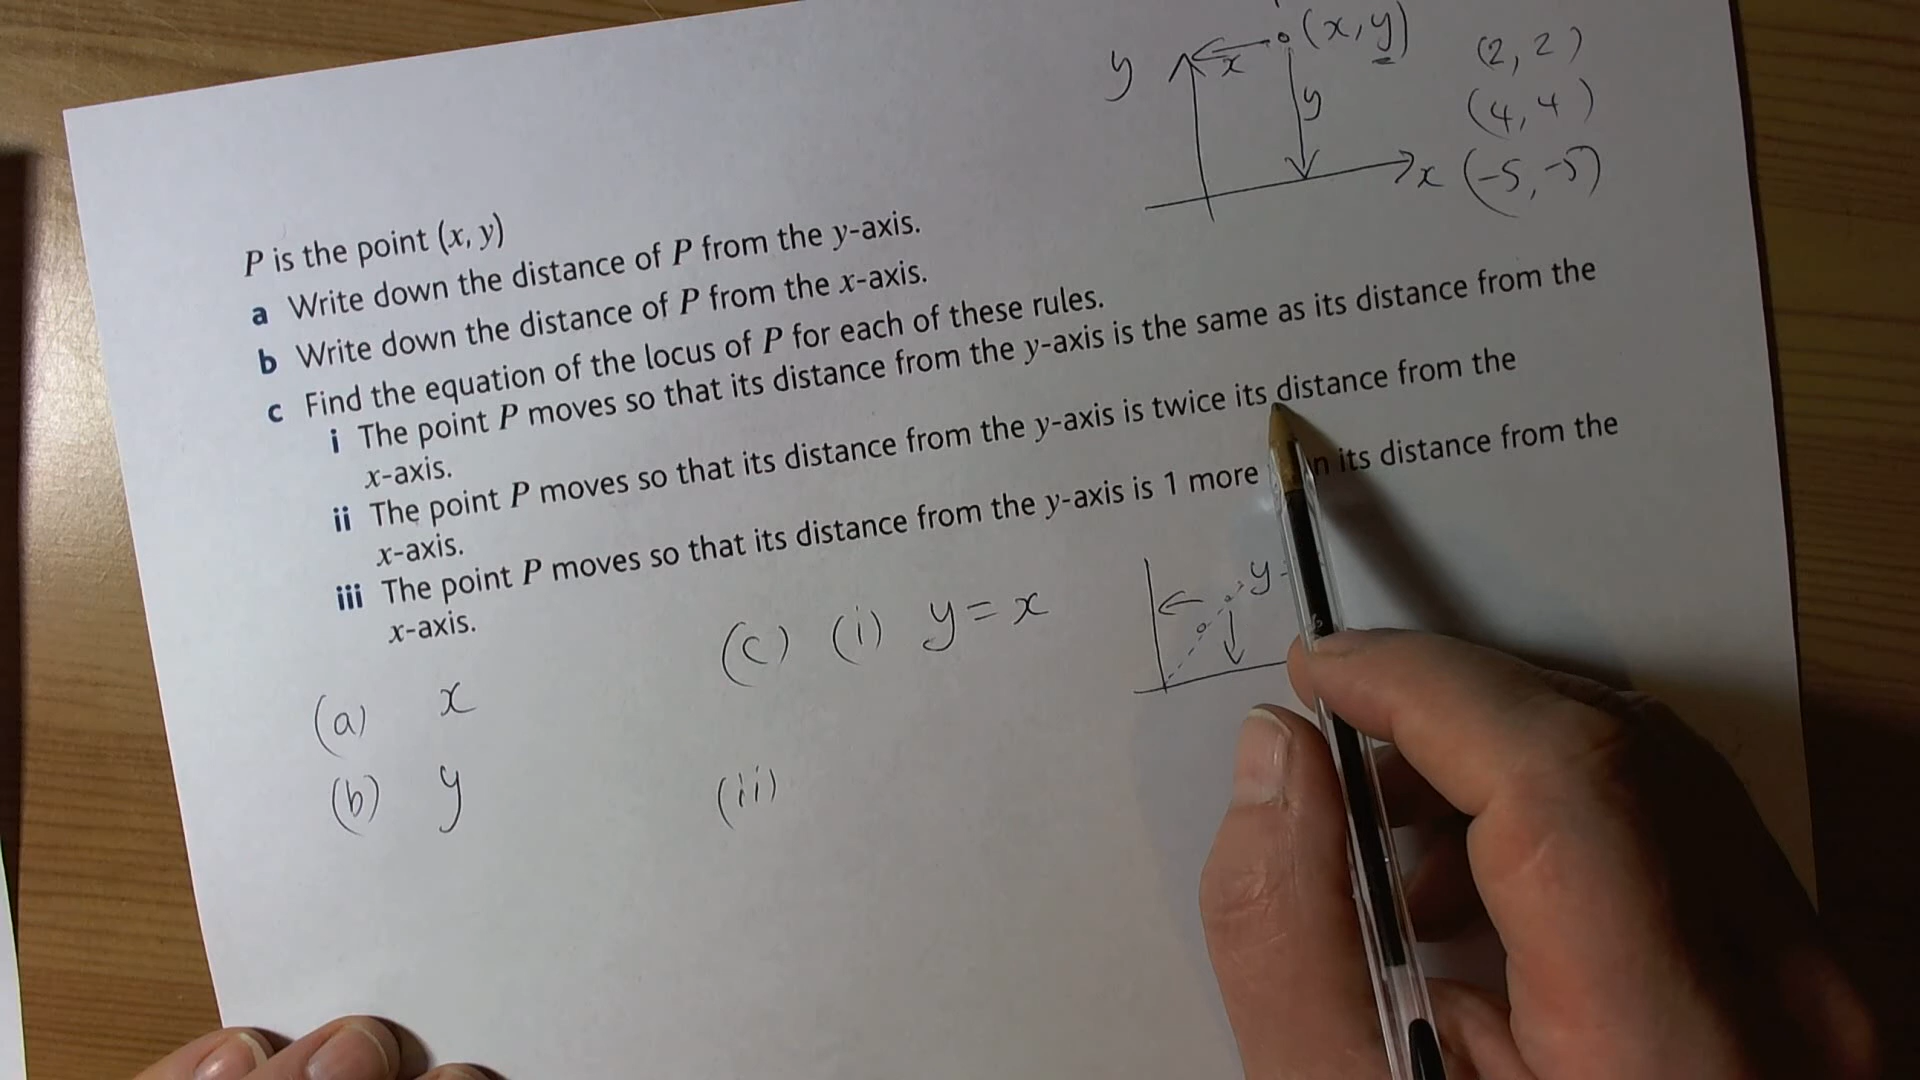 y
x
(x, y)
y
x
(2, 2)
(4, 4)
(-5, -5)
P is the point (x, y)
a Write down the distance of P from the y-axis.
b Write down the distance of P from the x-axis.
c Find the equation of the locus of P for each of these rules.
i The point P moves so that its distance from the y-axis is the same as its distance from the
x-axis.
ii The point P moves so that its distance from the y-axis is twice its distance from the
x-axis.
iii The point P moves so that its distance from the y-axis is 1 more its distance from the
x-axis.
(a) x
(b) y
(c) (i) y = x
y
(ii)